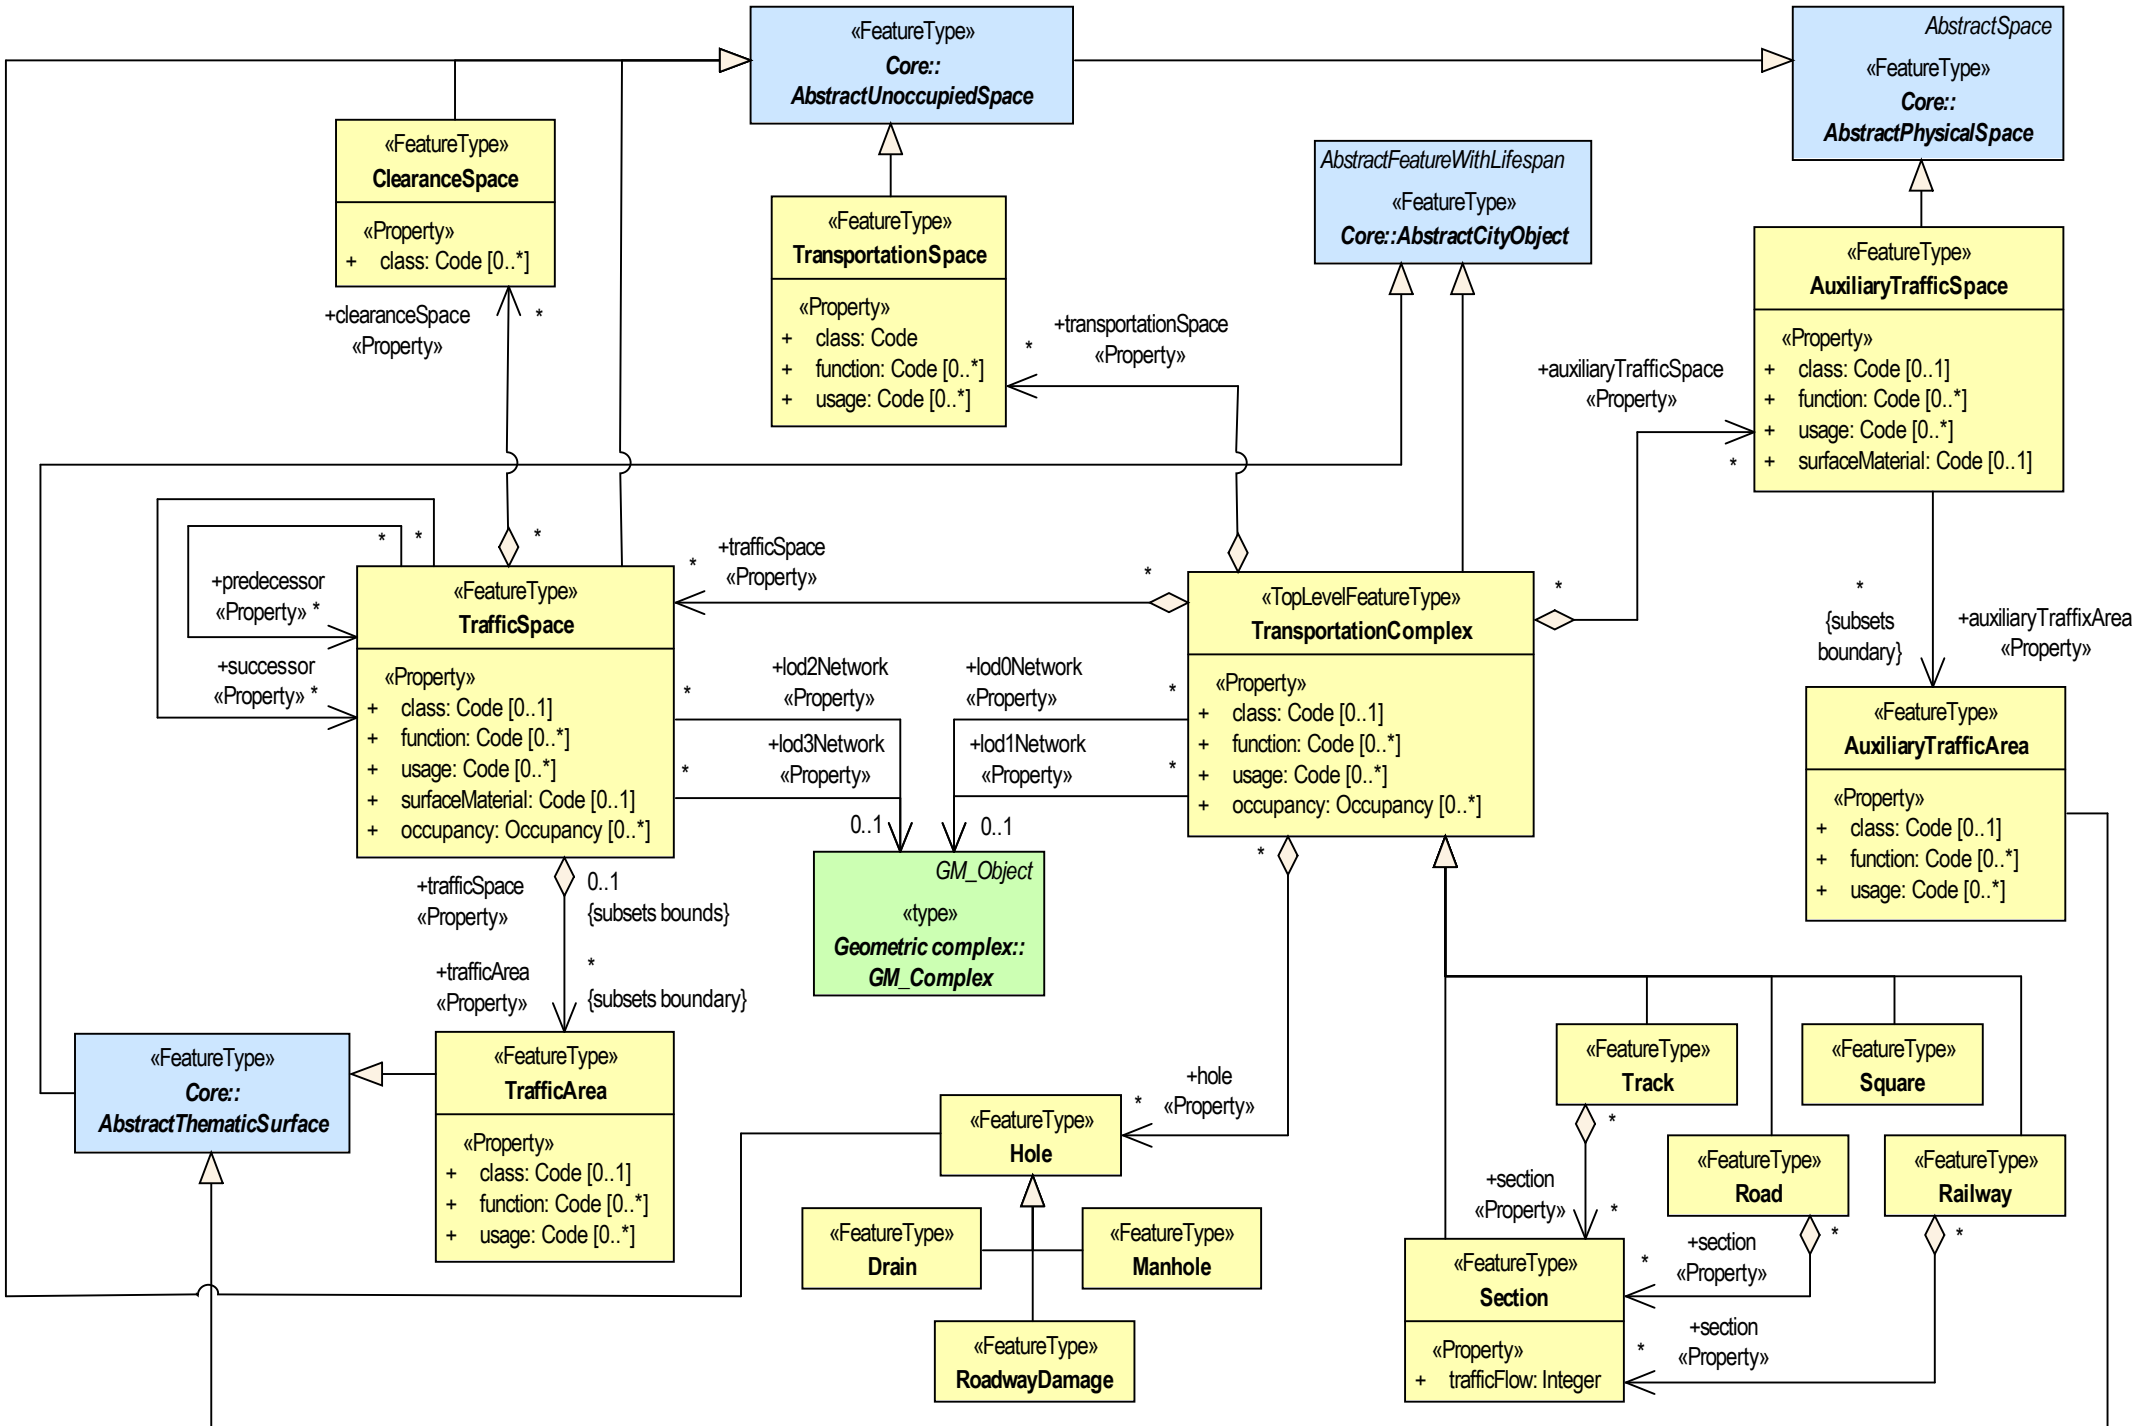 «FeatureType»
Core::
AbstractUnoccupiedSpace
AbstractSpace
«FeatureType»
Core::
AbstractPhysicalSpace
«FeatureType»
ClearanceSpace
«Property»
+ class: Code [0..*]
AbstractFeatureWithLifespan
«FeatureType»
Core::AbstractCityObject
«FeatureType»
TransportationSpace
«Property»
+ class: Code
+ function: Code [0..*]
+ usage: Code [0..*]
«FeatureType»
AuxiliaryTrafficSpace
«Property»
+ class: Code [0..1]
+ function: Code [0..*]
+ usage: Code [0..*]
+ surfaceMaterial: Code [0..1]
+clearanceSpace *
«Property»
+transportationSpace
* «Property»
+auxiliaryTrafficSpace
«Property»
*
* * *
+predecessor
«Property» *
+successor
«Property» *
«FeatureType»
TrafficSpace
«Property»
+ class: Code [0..1]
+ function: Code [0..*]
+ usage: Code [0..*]
+ surfaceMaterial: Code [0..1]
+ occupancy: Occupancy [0..*]
+trafficSpace
* «Property» *
«TopLevelFeatureType»
TransportationComplex
«Property»
+ class: Code [0..1]
+ function: Code [0..*]
+ usage: Code [0..*]
+ occupancy: Occupancy [0..*]
*
*
{subsets
boundary}
+auxiliaryTraffixArea
«Property»
+lod2Network
* «Property»
+lod3Network
* «Property»
0..1
+lod0Network
«Property» *
+lod1Network
«Property» *
0..1
GM_Object
«type»
Geometric complex::
GM_Complex
«FeatureType»
AuxiliaryTrafficArea
«Property»
+ class: Code [0..1]
+ function: Code [0..*]
+ usage: Code [0..*]
+trafficSpace
«Property»
0..1
{subsets bounds}
+trafficArea
«Property»
*
{subsets boundary}
*
+hole
* «Property»
«FeatureType»
Core::
AbstractThematicSurface
«FeatureType»
TrafficArea
«Property»
+ class: Code [0..1]
+ function: Code [0..*]
+ usage: Code [0..*]
«FeatureType»
Hole
«FeatureType»
Drain
«FeatureType»
Manhole
«FeatureType»
RoadwayDamage
«FeatureType»
Track
«FeatureType»
Square
«FeatureType»
Road
«FeatureType»
Railway
*
+section
«Property» *
*
+section
* «Property»
*
+section
* «Property»
«FeatureType»
Section
«Property»
+ trafficFlow: Integer